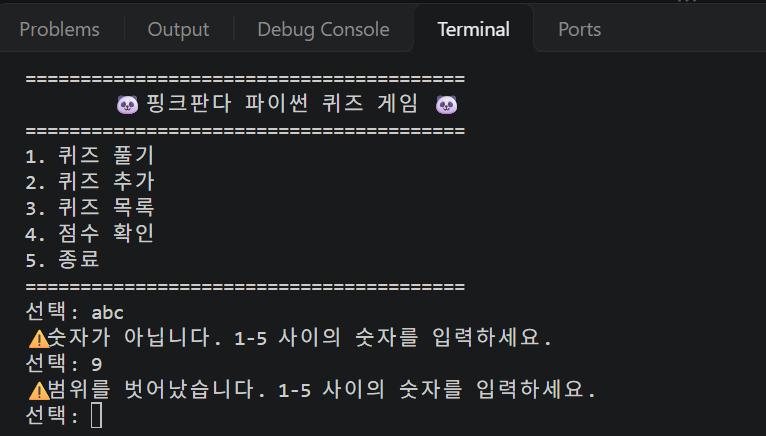 Problems Output Debug Console Terminal Ports
========================================
🐼 핑크판다 파이썬 퀴즈 게임 🐼
========================================
1. 퀴즈 풀기
2. 퀴즈 추가
3. 퀴즈 목록
4. 점수 확인
5. 종료
========================================
선택: abc
⚠️숫자가 아닙니다. 1-5 사이의 숫자를 입력하세요.
선택: 9
⚠️범위를 벗어났습니다. 1-5 사이의 숫자를 입력하세요.
선택: